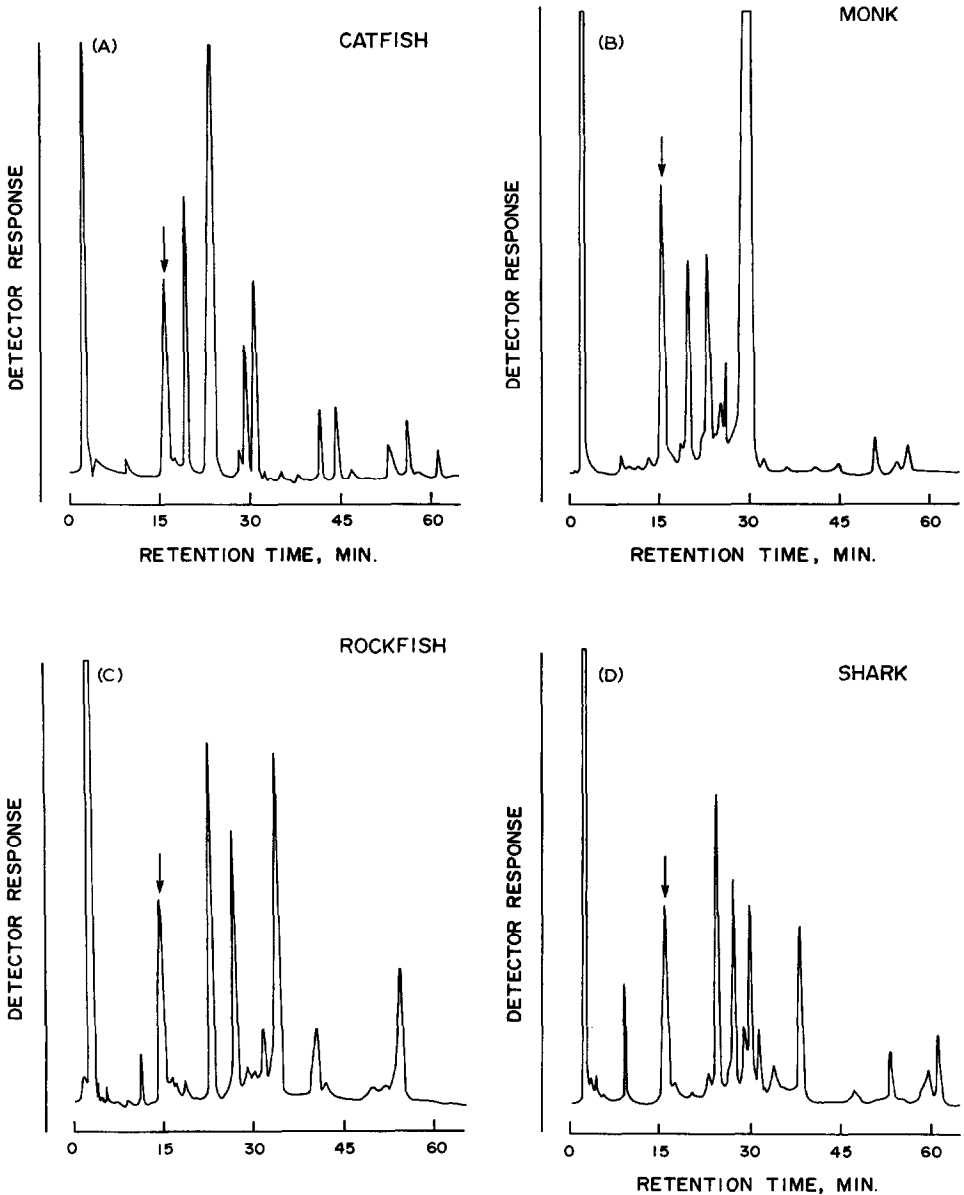 (A) CATFISH
DETECTOR RESPONSE
0 15 30 45 60
RETENTION TIME, MIN.
(B) MONK
DETECTOR RESPONSE
0 15 30 45 60
RETENTION TIME, MIN.
(C) ROCKFISH
DETECTOR RESPONSE
0 15 30 45 60
(D) SHARK
DETECTOR RESPONSE
0 15 30 45 60
RETENTION TIME, MIN.